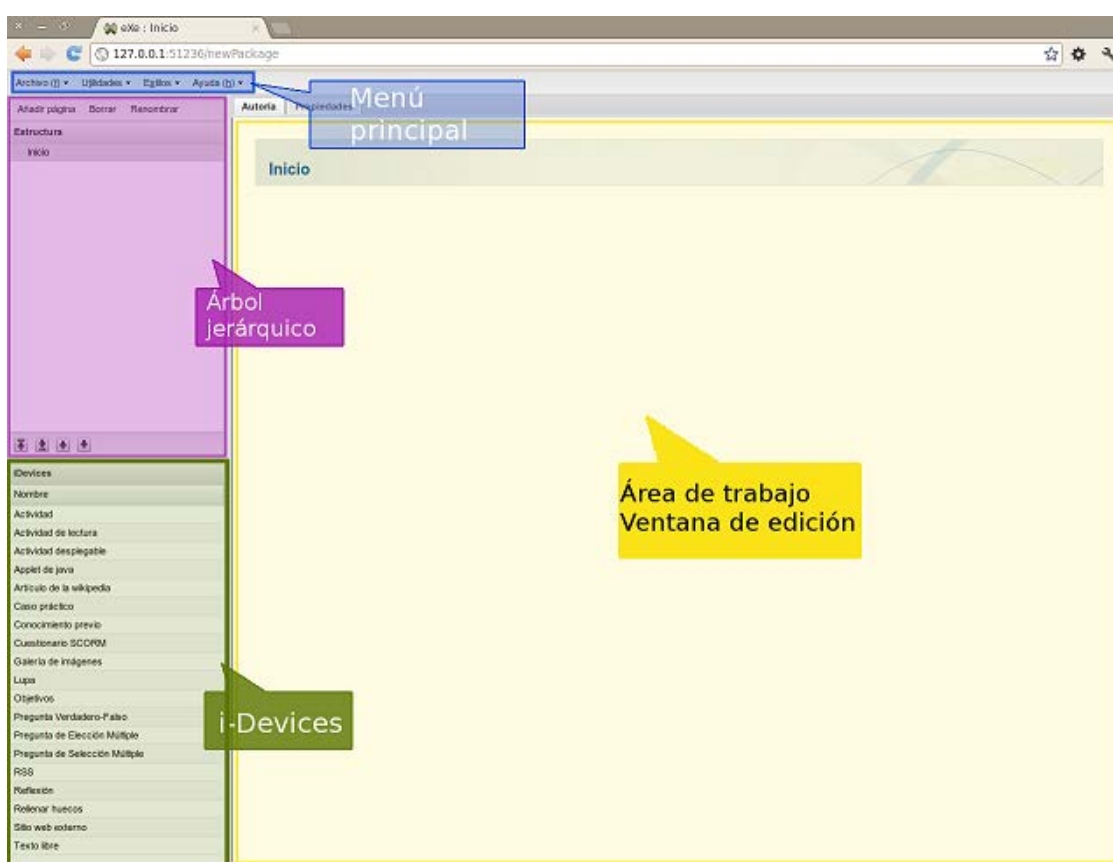 eXe : Inicio
127.0.0.1:51236/newPackage
Archivo (f) Utilidades Estilos Ayuda (h)
Menú
principal
Añadir página Borrar Renombrar
Autoría Propiedades
Estructura
Inicio
Inicio
Árbol
jerárquico
Área de trabajo
Ventana de edición
iDevices
Nombre
Actividad
Actividad de lectura
Actividad desplegable
Applet de java
Artículo de la wikipedia
Caso práctico
Conocimiento previo
Cuestionario SCORM
Galería de imágenes
Lupa
Objetivos
Pregunta Verdadero-Falso
i-Devices
Pregunta de Elección Múltiple
Pregunta de Selección Múltiple
RSS
Reflexión
Rellenar huecos
Sitio web externo
Texto libre